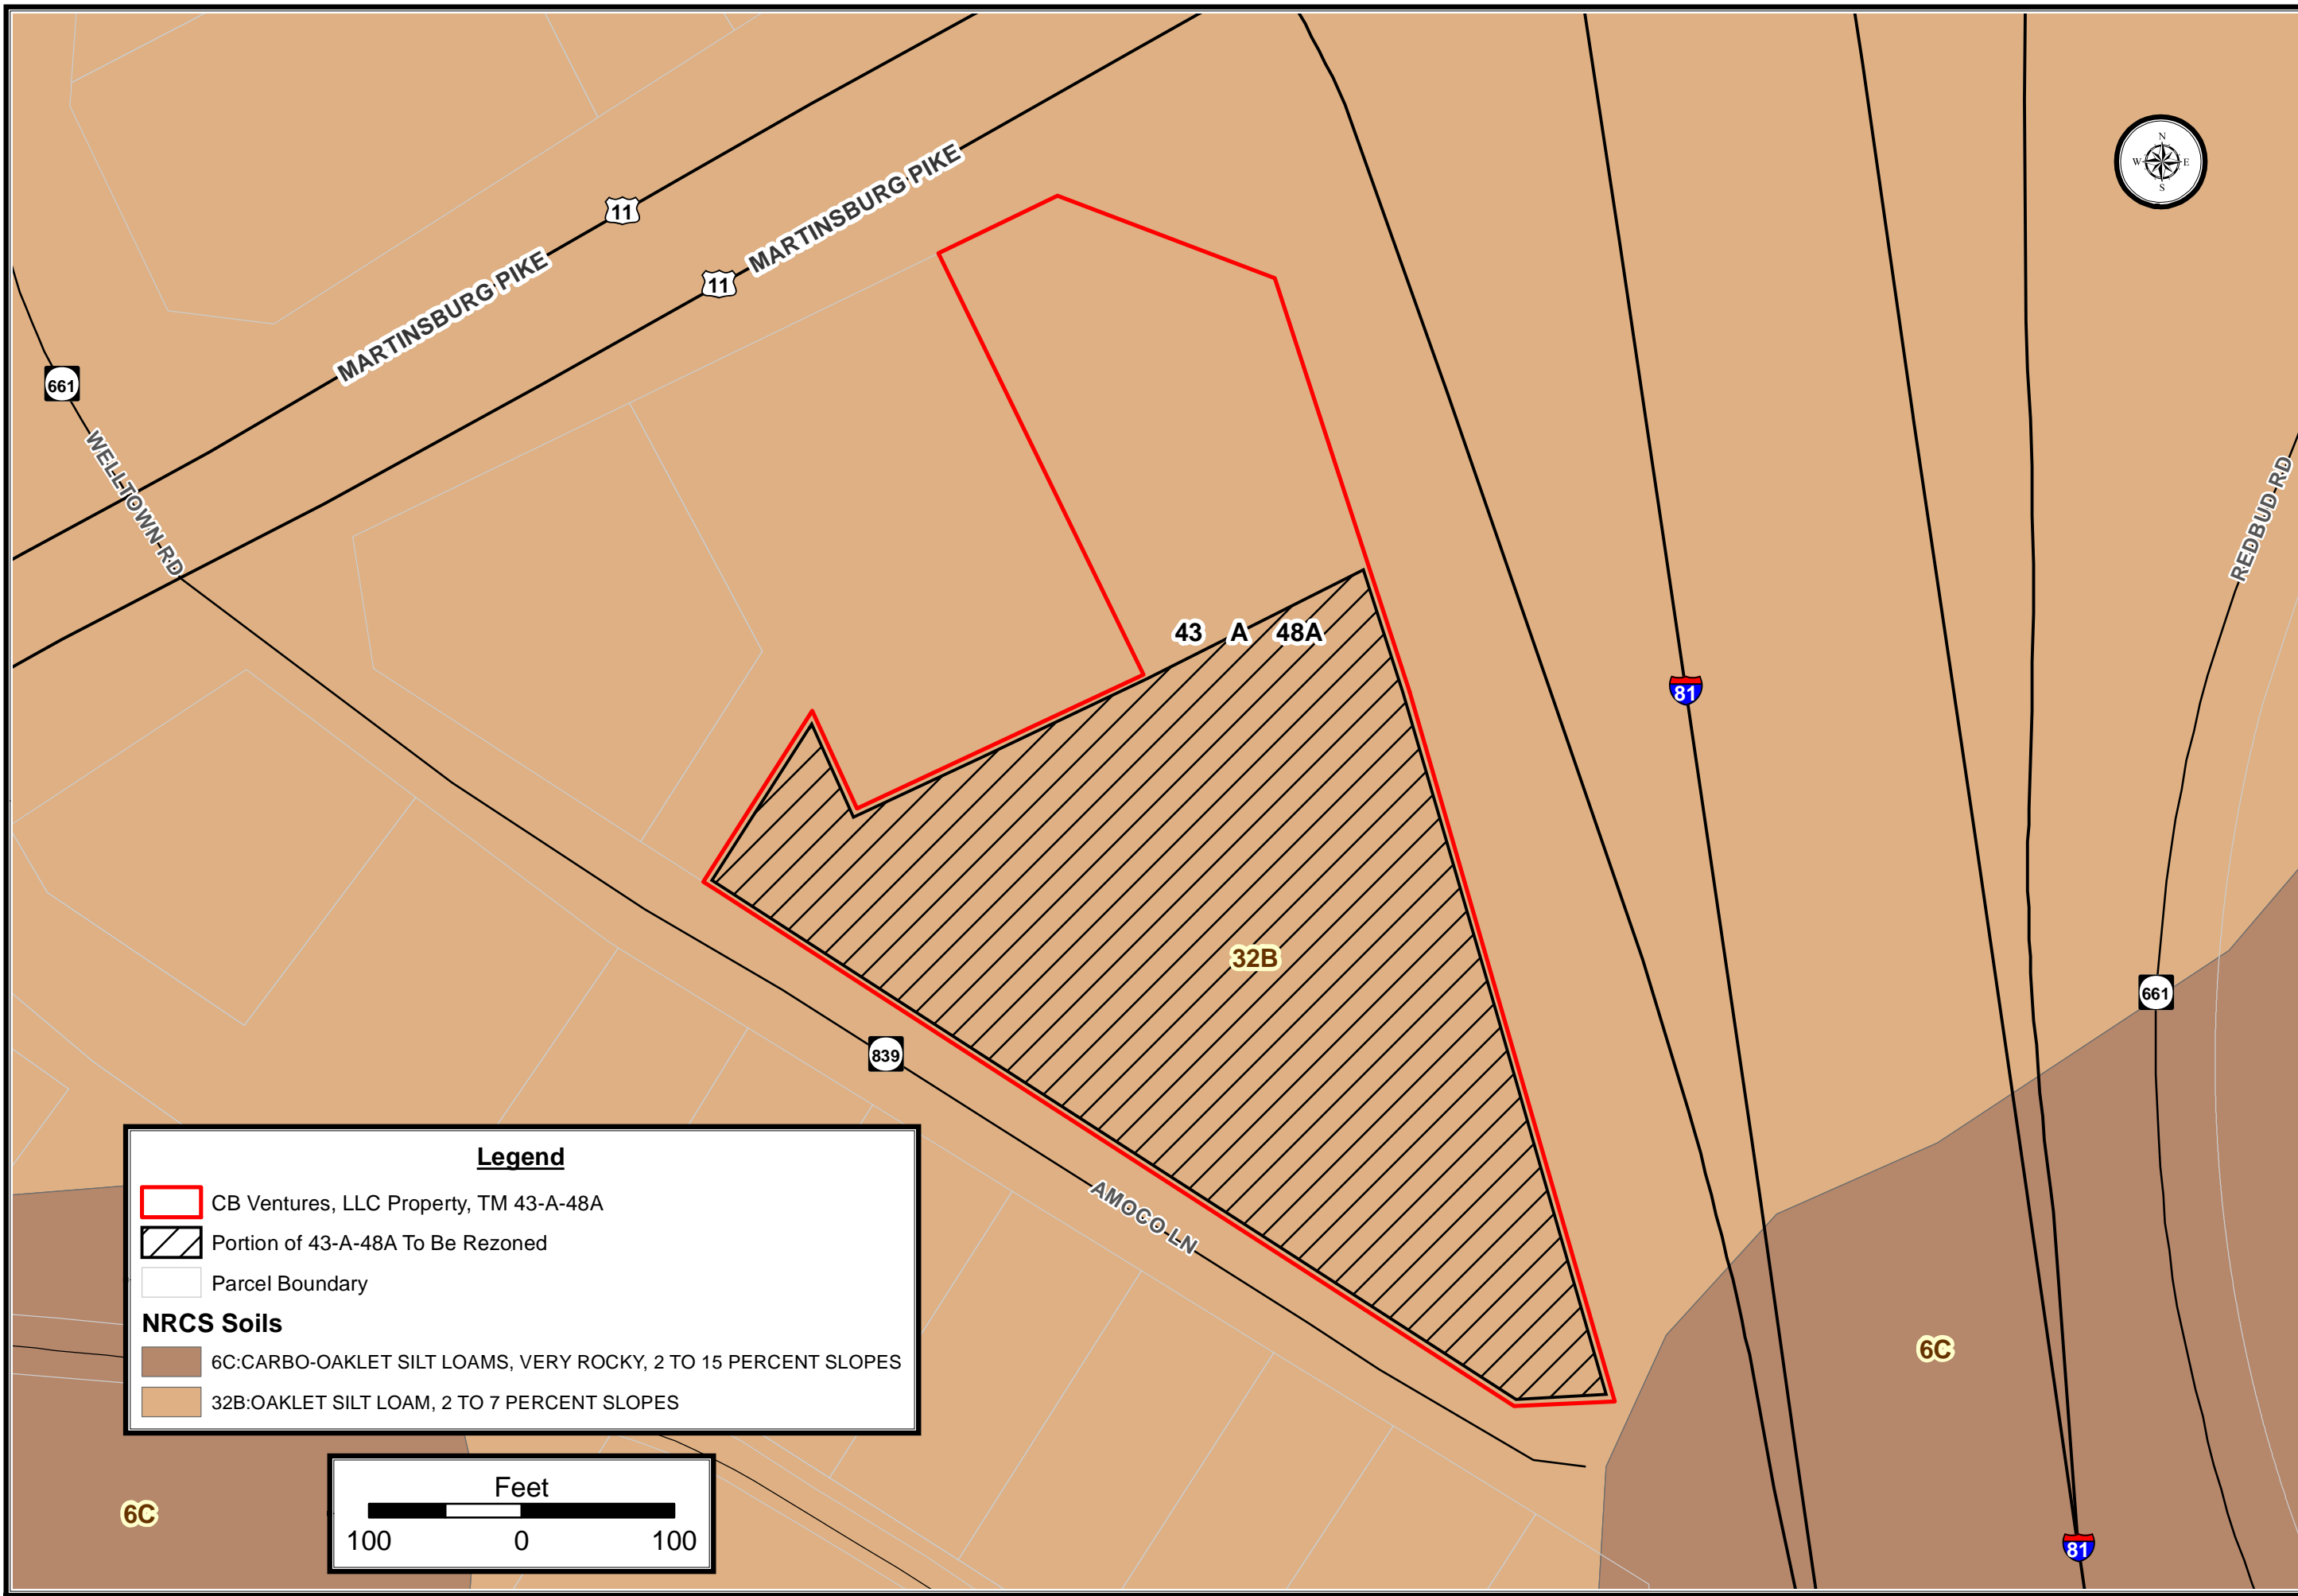 N
W E
S
11
MARTINSBURG PIKE
11
MARTINSBURG PIKE
661
WELLTOWN RD
REDBUD RD
43 A 48A
81
32B
661
839
AMOCO LN
6C
81
6C
Legend
CB Ventures, LLC Property, TM 43-A-48A
Portion of 43-A-48A To Be Rezoned
Parcel Boundary
NRCS Soils
6C:CARBO-OAKLET SILT LOAMS, VERY ROCKY, 2 TO 15 PERCENT SLOPES
32B:OAKLET SILT LOAM, 2 TO 7 PERCENT SLOPES
Feet
100 0 100